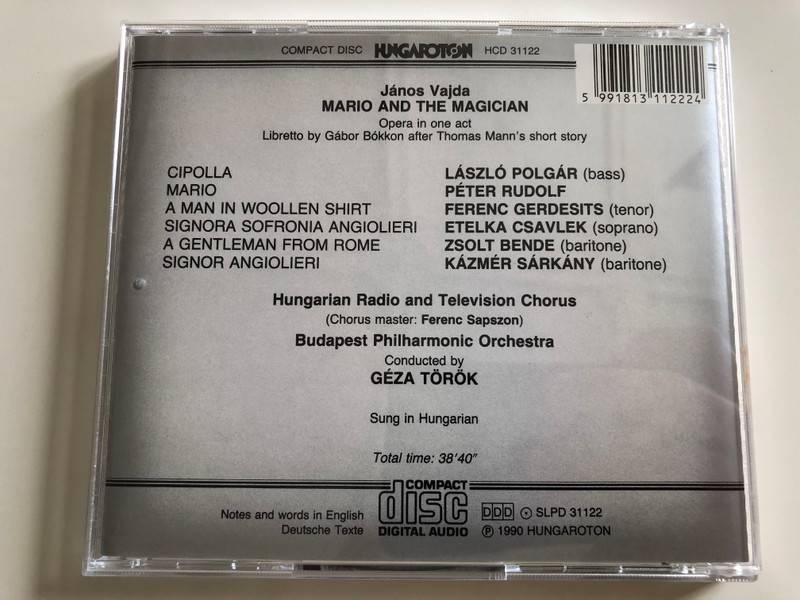 COMPACT DISC HUNGAROTON HCD 31122
5 991813 112224
János Vajda
MARIO AND THE MAGICIAN
Opera in one act
Libretto by Gábor Bókkon after Thomas Mann's short story
CIPOLLA LÁSZLÓ POLGÁR (bass)
MARIO PÉTER RUDOLF
A MAN IN WOOLLEN SHIRT FERENC GERDESITS (tenor)
SIGNORA SOFRONIA ANGIOLIERI ETELKA CSAVLEK (soprano)
A GENTLEMAN FROM ROME ZSOLT BENDE (baritone)
SIGNOR ANGIOLIERI KÁZMÉR SÁRKÁNY (baritone)
Hungarian Radio and Television Chorus
(Chorus master: Ferenc Sapszon)
Budapest Philharmonic Orchestra
Conducted by
GÉZA TÖRÖK
Sung in Hungarian
Total time: 38'40"
Notes and words in English
Deutsche Texte
COMPACT
disc
DIGITAL AUDIO
DDD SLPD 31122
Ⓟ 1990 HUNGAROTON